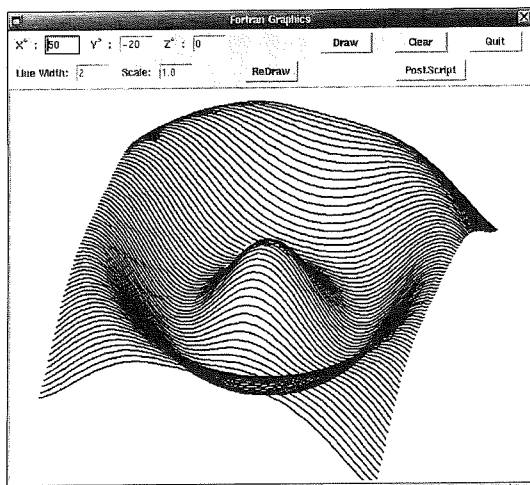 Fortran Graphics
X° : 50 Y° : -20 Z° : 0 Draw Clear Quit
Line Width: 2 Scale: 1.0 ReDraw PostScript